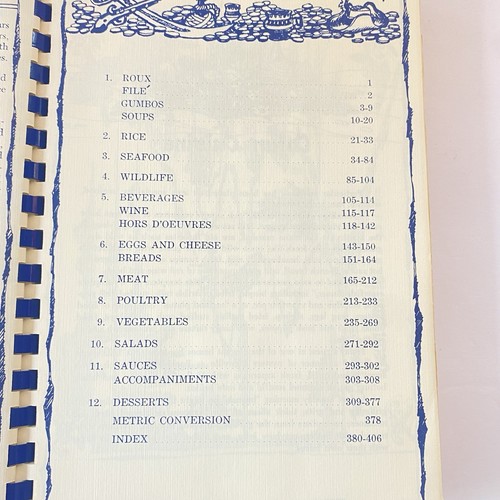 1. ROUX 1
FILÉ 2
GUMBOS 3-9
SOUPS 10-20
2. RICE 21-33
3. SEAFOOD 34-84
4. WILDLIFE 85-104
5. BEVERAGES 105-114
WINE 115-117
HORS D'OEUVRES 118-142
6. EGGS AND CHEESE 143-150
BREADS 151-164
7. MEAT 165-212
8. POULTRY 213-233
9. VEGETABLES 235-269
10. SALADS 271-292
11. SAUCES 293-302
ACCOMPANIMENTS 303-308
12. DESSERTS 309-377
METRIC CONVERSION 378
INDEX 380-406